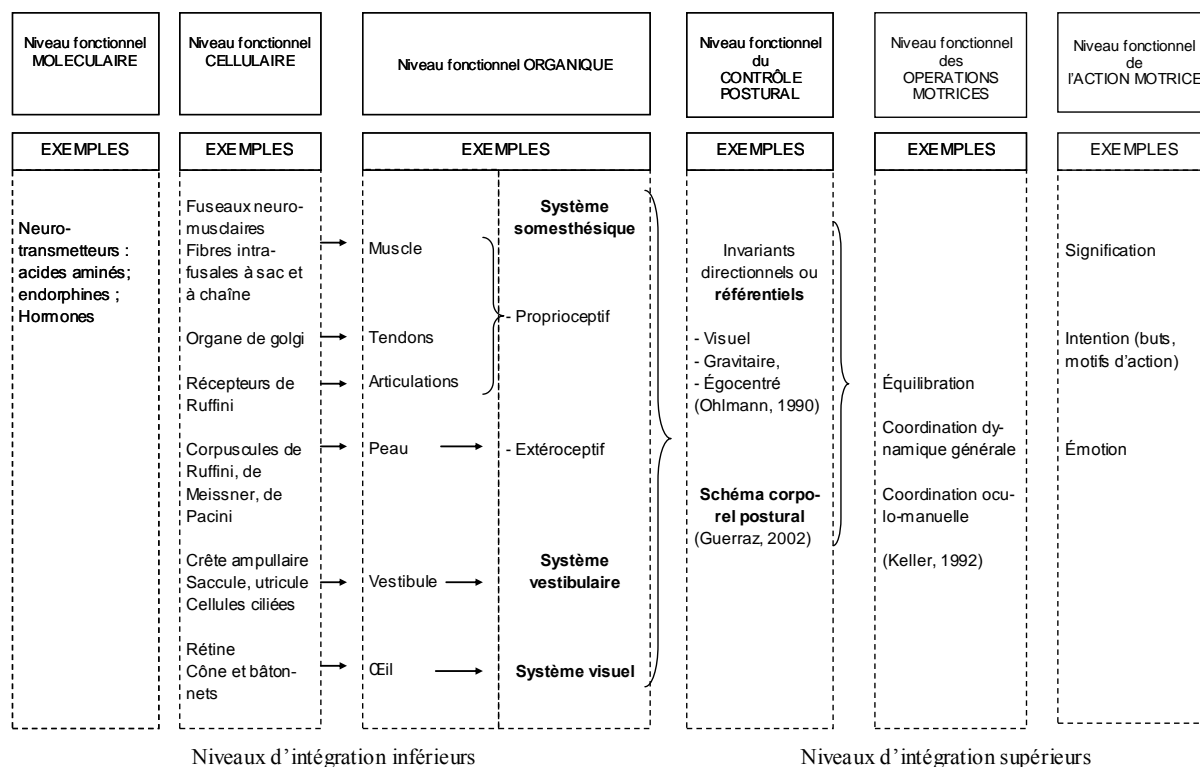 Niveau fonctionnel
MOLECULAIRE
Niveau fonctionnel
CELLULAIRE
Niveau fonctionnel ORGANIQUE
Niveau fonctionnel
du
CONTRÔLE
POSTURAL
Niveau fonctionnel
des
OPERATIONS
MOTRICES
Niveau fonctionnel
de
l'ACTION MOTRICE
EXEMPLES
EXEMPLES
EXEMPLES
EXEMPLES
EXEMPLES
EXEMPLES
Neuro-
transmetteurs :
acides aminés;
endorphines ;
Hormones
Fuseaux neuro-
musclaires
Fibres intra-
fusales à sac et
à chaîne
Organe de golgi
Récepteurs de
Ruffini
Corpuscules de
Ruffini, de
Meissner, de
Pacini
Crête ampullaire
Saccule, utricule
Cellules ciliées
Rétine
Cône et bâton-
nets
Muscle
Tendons
Articulations
Peau
Vestibule
Œil
Système
somesthésique
- Proprioceptif
- Extéroceptif
Système
vestibulaire
Système visuel
Invariants
directionnels ou
référentiels
- Visuel
- Gravitaire,
- Égocentré
(Ohlmann, 1990)
Schéma corpo-
rel postural
(Guerraz, 2002)
Équilibration
Coordination dy-
namique générale
Coordination ocu-
lo-manuelle
(Keller, 1992)
Signification
Intention (buts,
motifs d'action)
Émotion
Niveaux d'intégration inférieurs
Niveaux d'intégration supérieurs